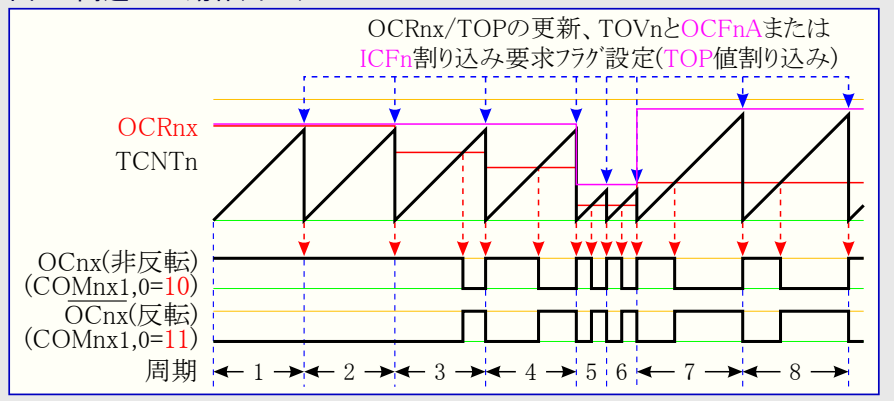 OCRnx/TOPの更新、TOVnとOCFnAまたは
ICFn割り込み要求フラグ設定(TOP値割り込み)
OCRnx
TCNTn
OCnx(非反転)
(COMnx1,0=10)
OCnx(反転)
(COMnx1,0=11)
周期 1 2 3 4 5 6 7 8